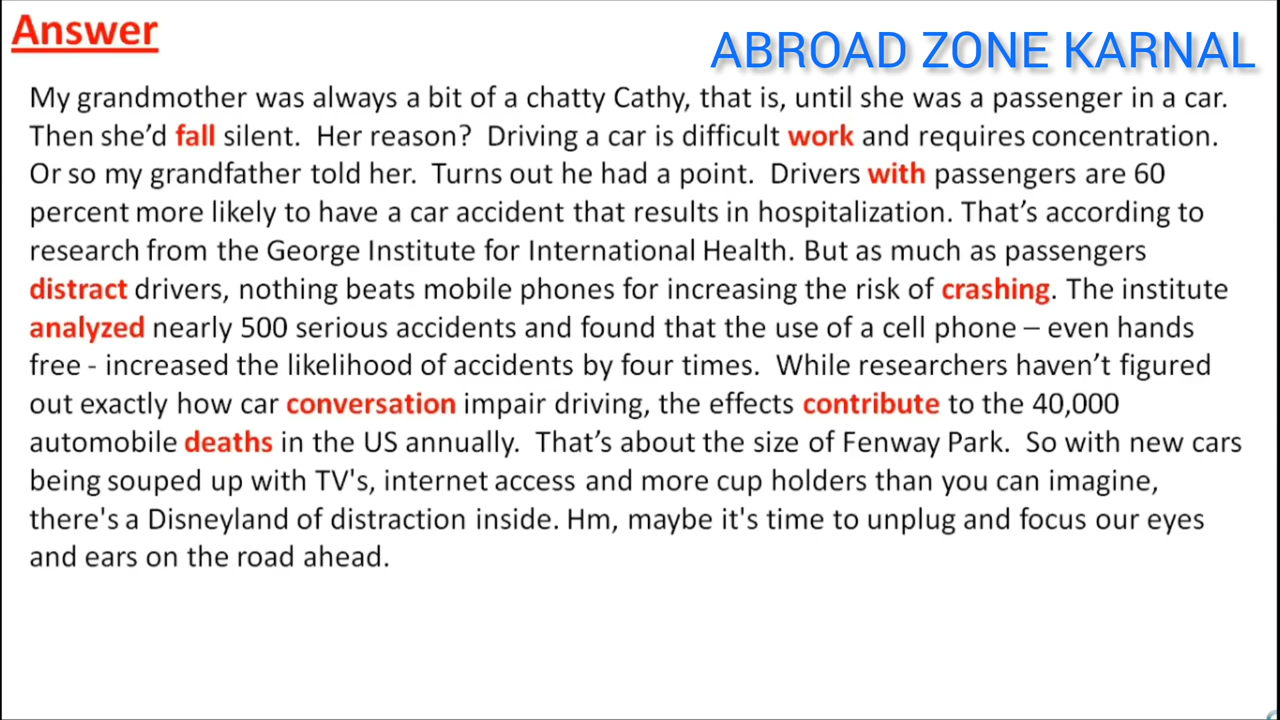 Answer
ABROAD ZONE KARNAL
My grandmother was always a bit of a chatty Cathy, that is, until she was a passenger in a car.
Then she’d fall silent.  Her reason?  Driving a car is difficult work and requires concentration.
Or so my grandfather told her.  Turns out he had a point.  Drivers with passengers are 60
percent more likely to have a car accident that results in hospitalization. That’s according to
research from the George Institute for International Health. But as much as passengers
distract drivers, nothing beats mobile phones for increasing the risk of crashing. The institute
analyzed nearly 500 serious accidents and found that the use of a cell phone – even hands
free - increased the likelihood of accidents by four times.  While researchers haven’t figured
out exactly how car conversation impair driving, the effects contribute to the 40,000
automobile deaths in the US annually.  That’s about the size of Fenway Park.  So with new cars
being souped up with TV's, internet access and more cup holders than you can imagine,
there's a Disneyland of distraction inside. Hm, maybe it's time to unplug and focus our eyes
and ears on the road ahead.